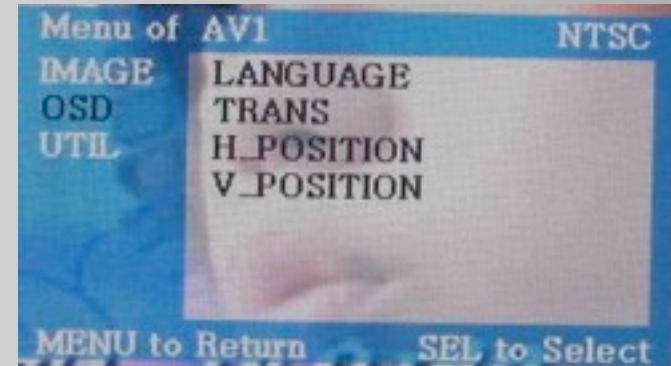 Menu of AV1 NTSC
IMAGE LANGUAGE
OSD TRANS
UTIL H_POSITION
V_POSITION
MENU to Return SEL to Select